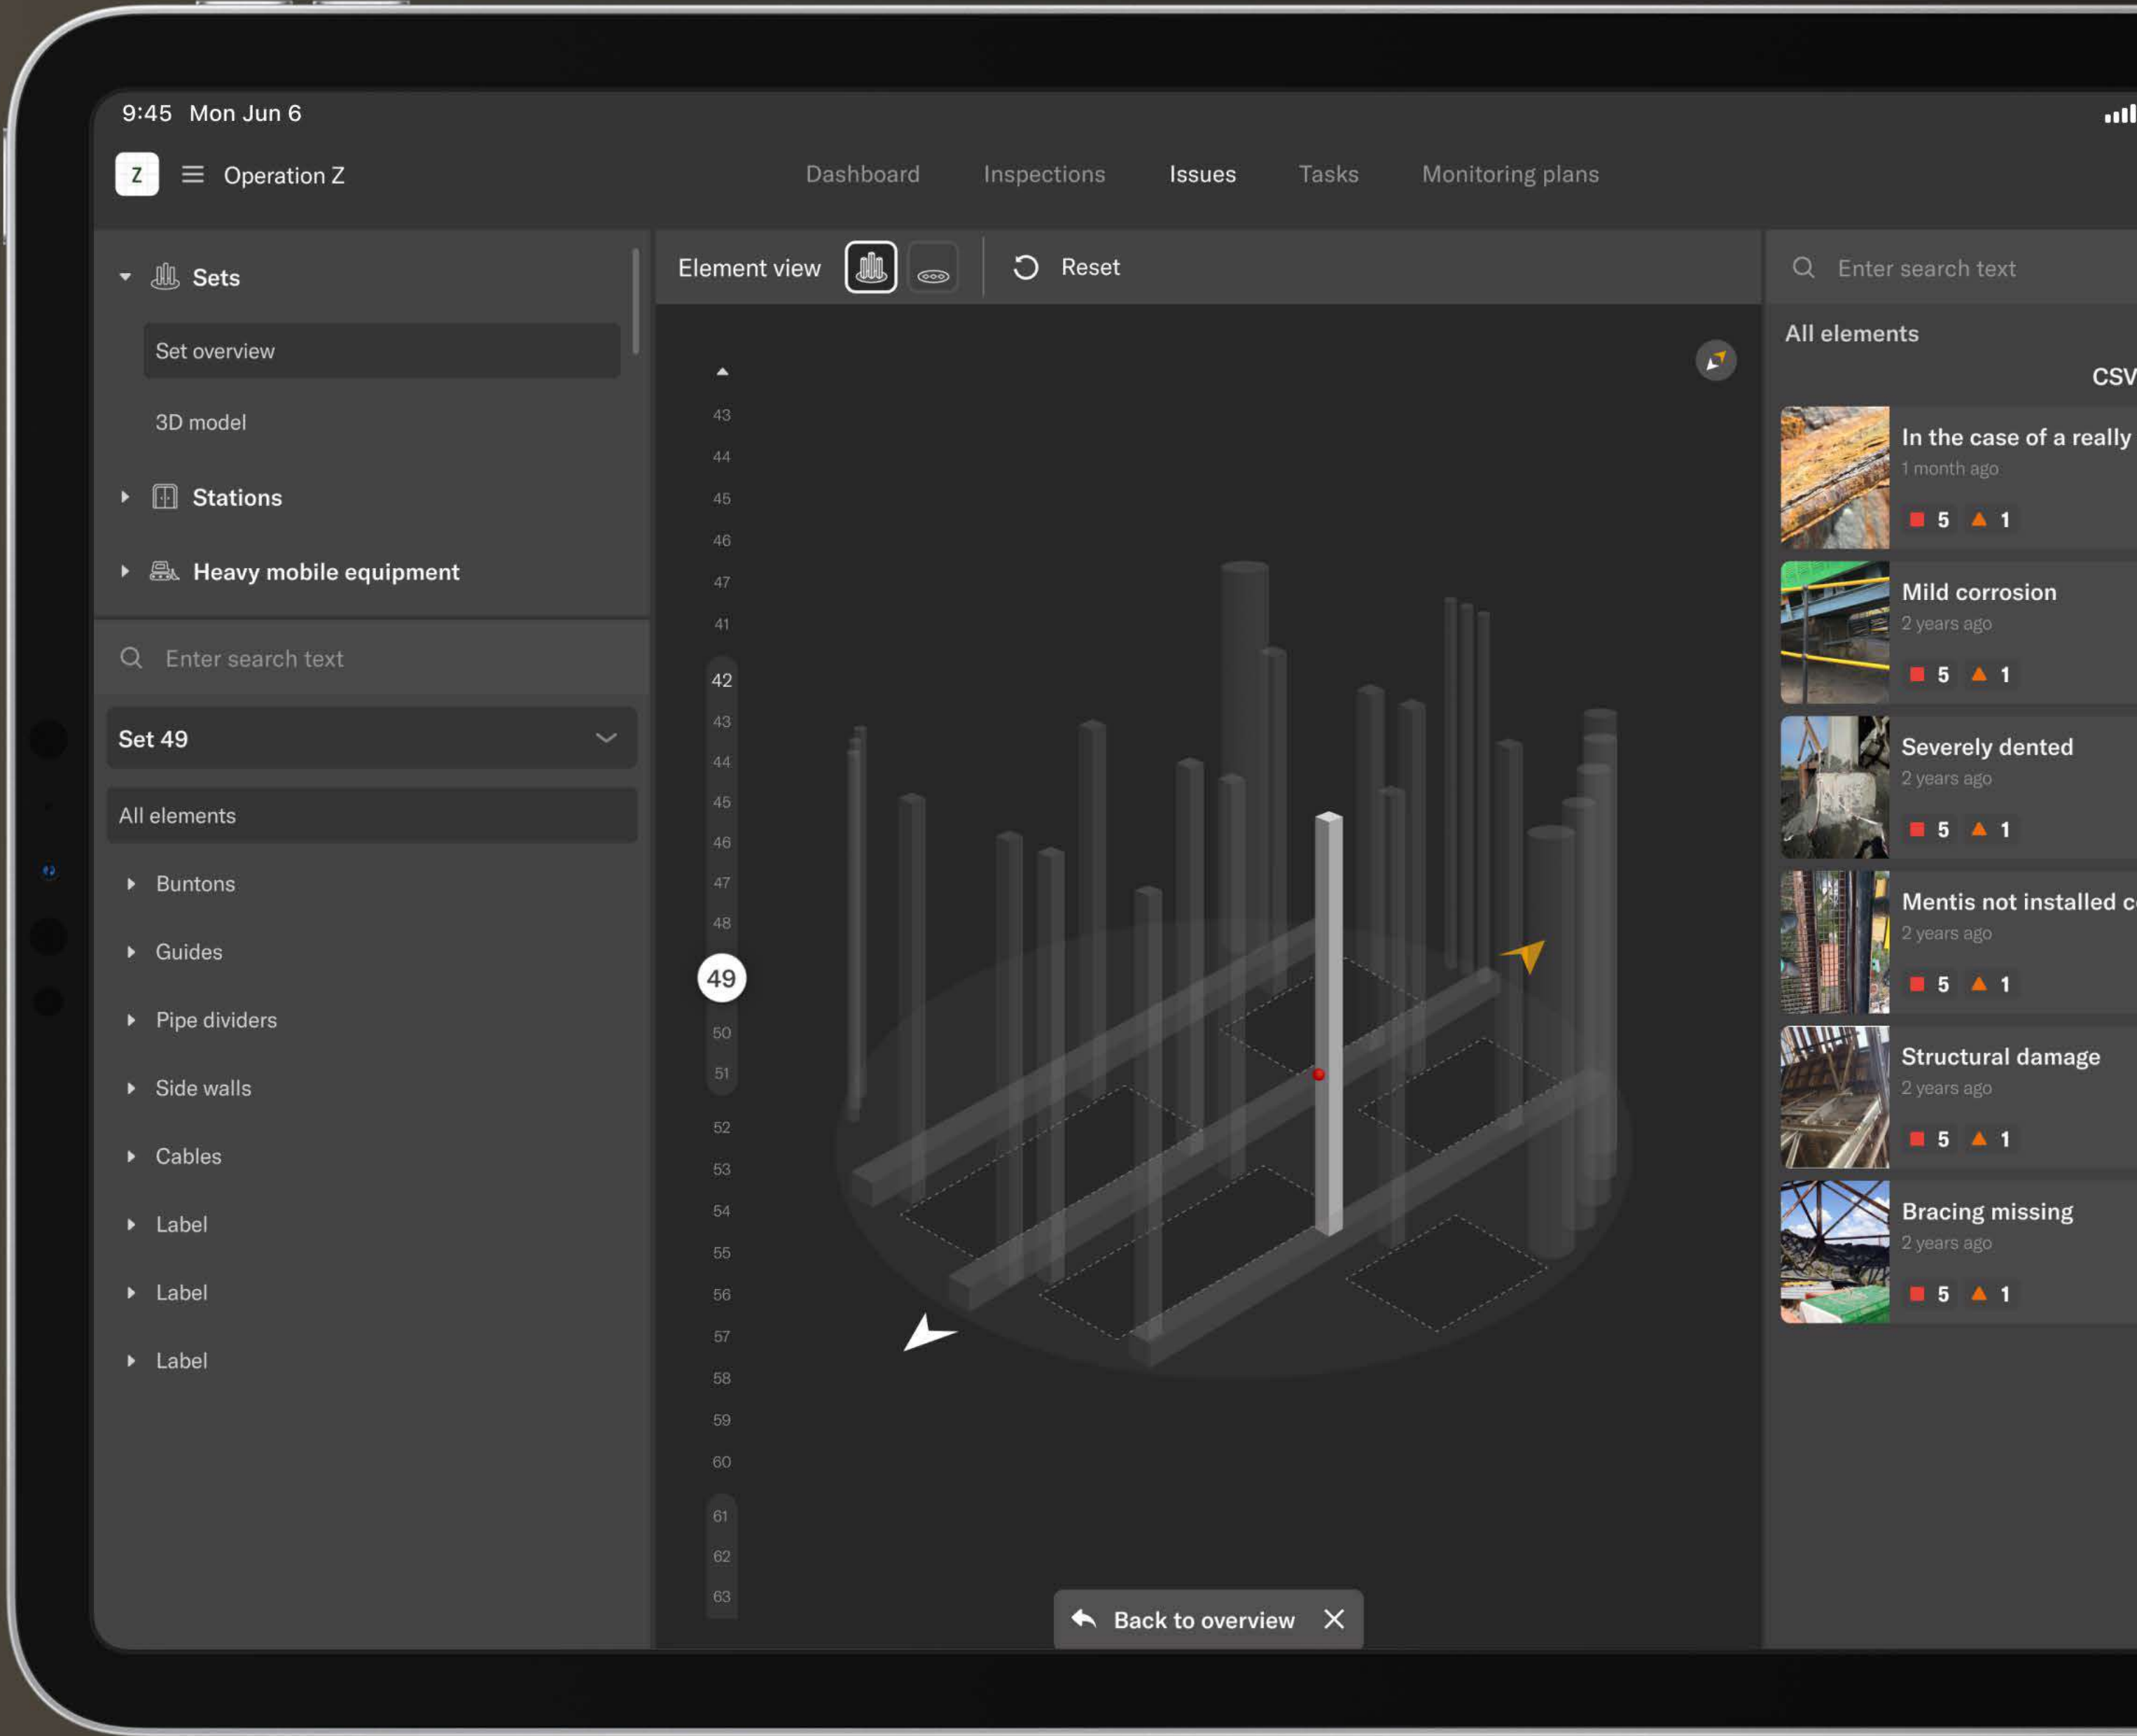 9:45 Mon Jun 6
Z Operation Z
Dashboard Inspections Issues Tasks Monitoring plans
Sets
Set overview
3D model
Stations
Heavy mobile equipment
Enter search text
Set 49
All elements
Buntons
Guides
Pipe dividers
Side walls
Cables
Label
Label
Label
Element view Reset
43
44
45
46
47
41
42
43
44
45
46
47
48
49
50
51
52
53
54
55
56
57
58
59
60
61
62
63
Back to overview
Enter search text
All elements
CSV
In the case of a really
1 month ago
5 1
Mild corrosion
2 years ago
5 1
Severely dented
2 years ago
5 1
Mentis not installed c
2 years ago
5 1
Structural damage
2 years ago
5 1
Bracing missing
2 years ago
5 1